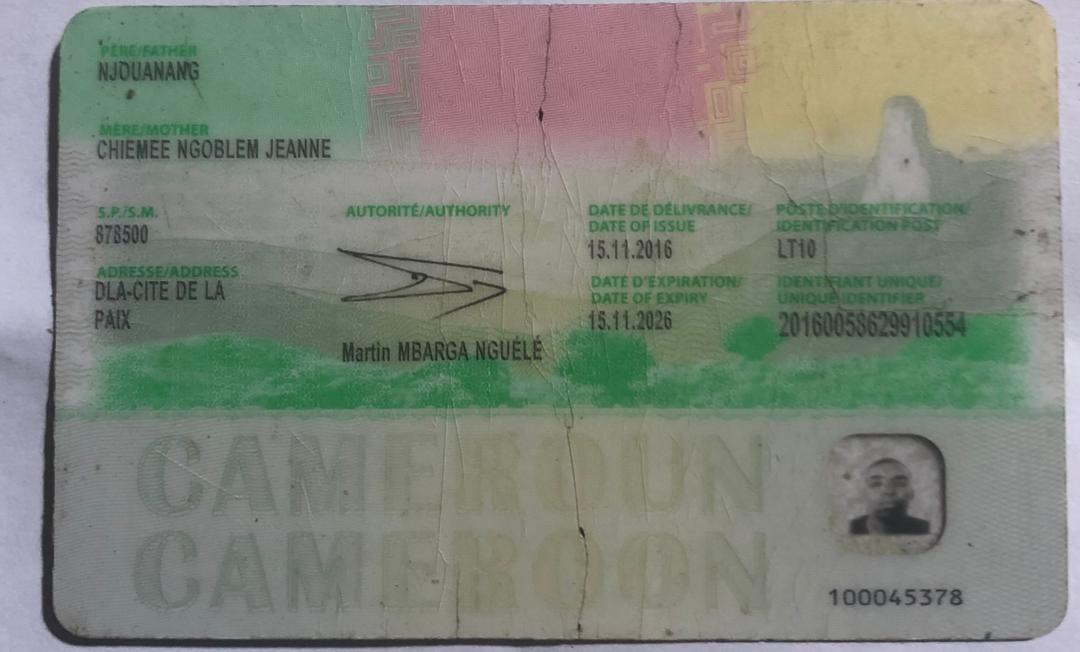 PÈRE/FATHER
NJOUANANG
MÈRE/MOTHER
CHIEMEE NGOBLEM JEANNE
S.P./S.M.
878500
ADRESSE/ADDRESS
DLA-CITE DE LA
PAIX
AUTORITÉ/AUTHORITY
Martin MBARGA NGUÉLÉ
DATE DE DÉLIVRANCE/
DATE OF ISSUE
15.11.2016
DATE D'EXPIRATION/
DATE OF EXPIRY
15.11.2026
POSTE D'IDENTIFICATION/
IDENTIFICATION POST
LT10
IDENTIFIANT UNIQUE/
UNIQUE IDENTIFIER
20160058629910554
CAMEROUN
CAMEROON
100045378